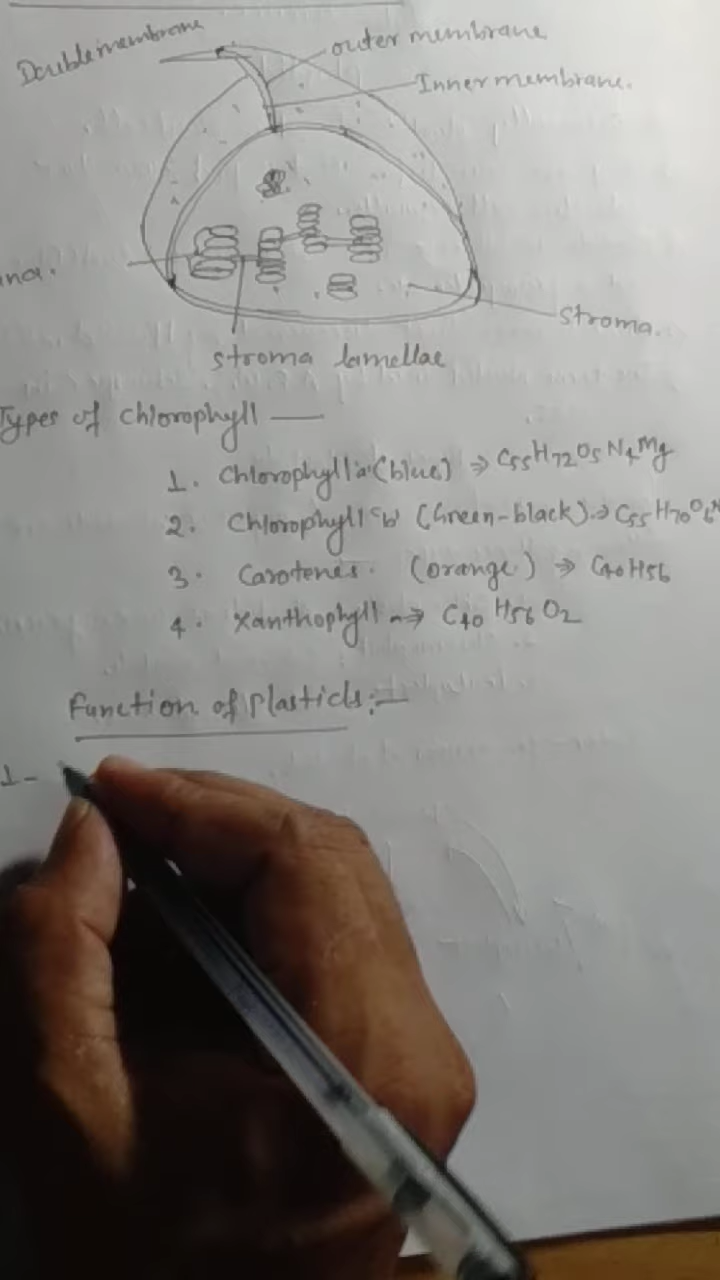 Double membrane
outer membrane
Inner membrane.
na.
stroma.
stroma lamellae
Types of chlorophyll —
1. Chlorophyll 'a' (blue) ⇒ C55H72O5N4Mg
2. Chlorophyll 'b' (Green-black) ⇒ C55H70O6N
3. Carotenes. (orange) ⇒ C40H56
4. Xanthophyll ⇒ C40H56O2
Function of plastids:—
1-